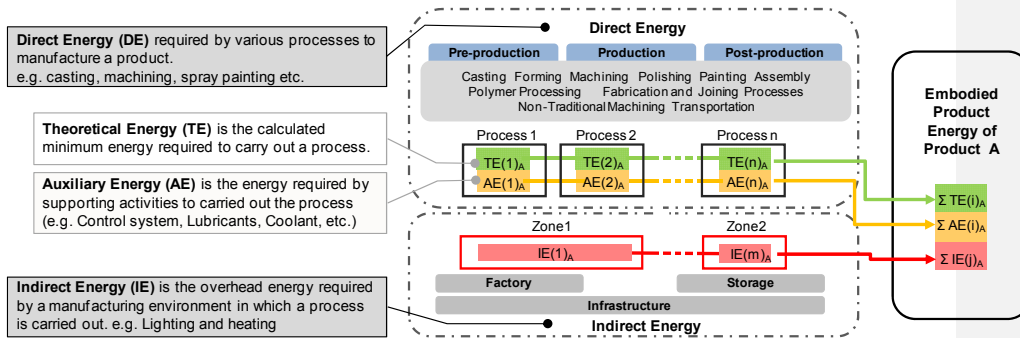 Direct Energy (DE) required by various processes to
manufacture a product.
e.g. casting, machining, spray painting etc.
Theoretical Energy (TE) is the calculated
minimum energy required to carry out a process.
Auxiliary Energy (AE) is the energy required by
supporting activities to carried out the process
(e.g. Control system, Lubricants, Coolant, etc.)
Indirect Energy (IE) is the overhead energy required
by a manufacturing environment in which a process
is carried out. e.g. Lighting and heating
Direct Energy
Pre-production Production Post-production
Casting Forming Machining Polishing Painting Assembly
Polymer Processing Fabrication and Joining Processes
Non-Traditional Machining Transportation
Process 1 Process 2 Process n
TE(1)A TE(2)A TE(n)A
AE(1)A AE(2)A AE(n)A
Zone1 Zone2
IE(1)A IE(m)A
Factory Storage
Infrastructure
Indirect Energy
Embodied
Product
Energy of
Product A
Σ TE(i)A
Σ AE(i)A
Σ IE(j)A